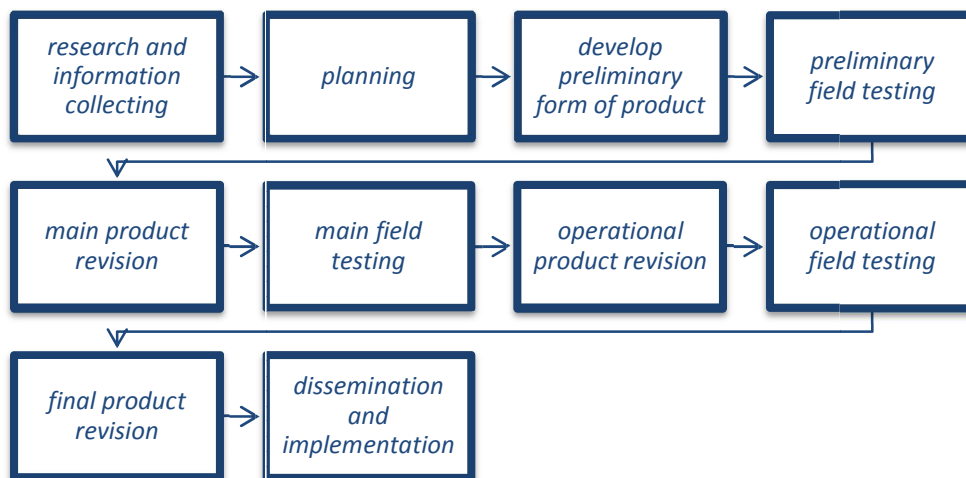 research and
information
collecting
planning
develop
preliminary
form of product
preliminary
field testing
main product
revision
main field
testing
operational
product revision
operational
field testing
final product
revision
dissemination
and
implementation